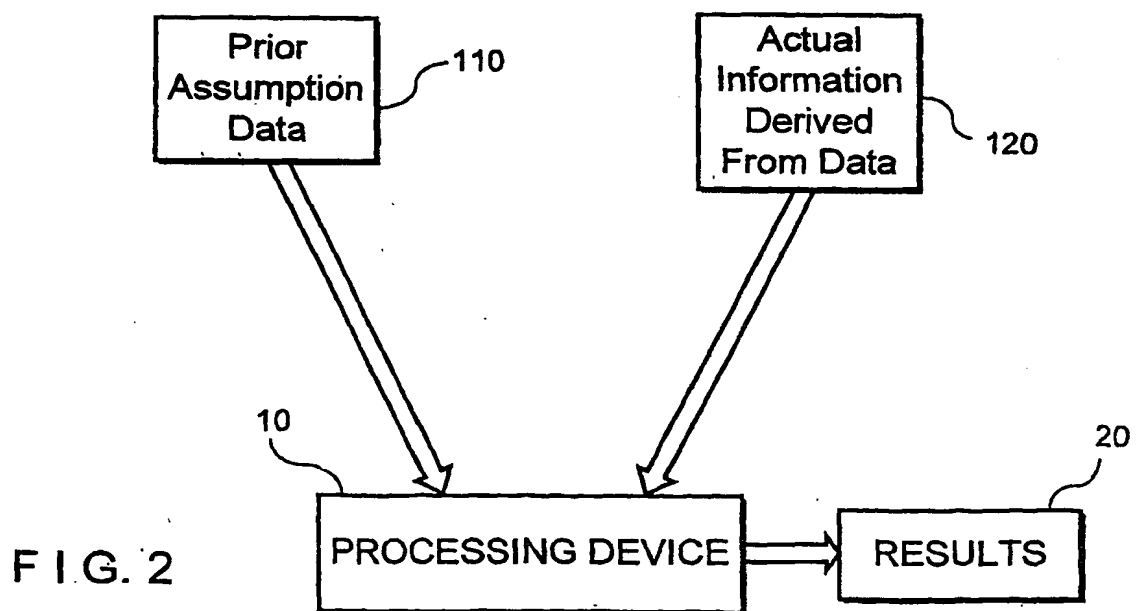 Prior
Assumption
Data
110
Actual
Information
Derived
From Data
120
10
PROCESSING DEVICE
20
RESULTS
FIG. 2